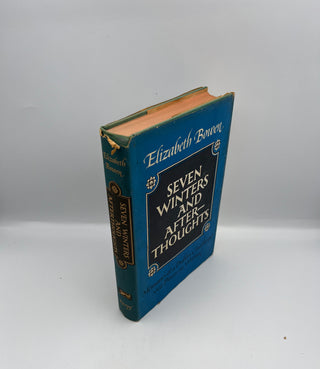 Elizabeth Bowen
SEVEN
WINTERS
AND
AFTER—
THOUGHTS
Elizabeth
Bowen
SEVEN WINTERS
AND
AFTERTHOUGHTS